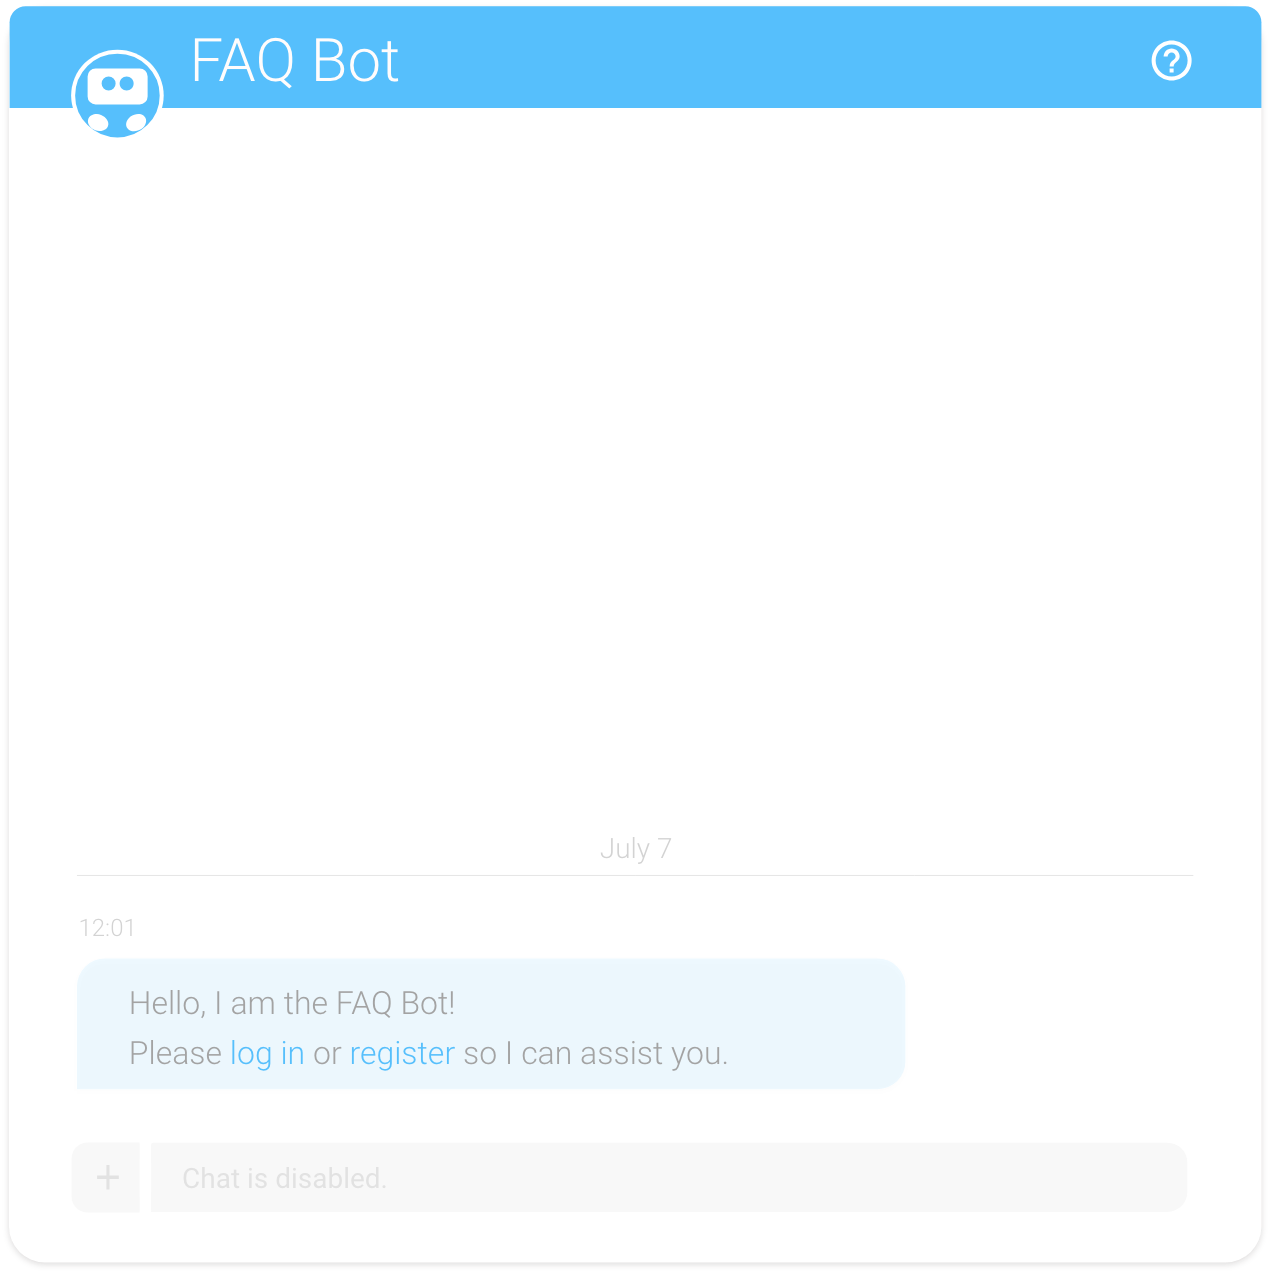 FAQ Bot
July 7
12:01
Hello, I am the FAQ Bot!
Please log in or register so I can assist you.
Chat is disabled.